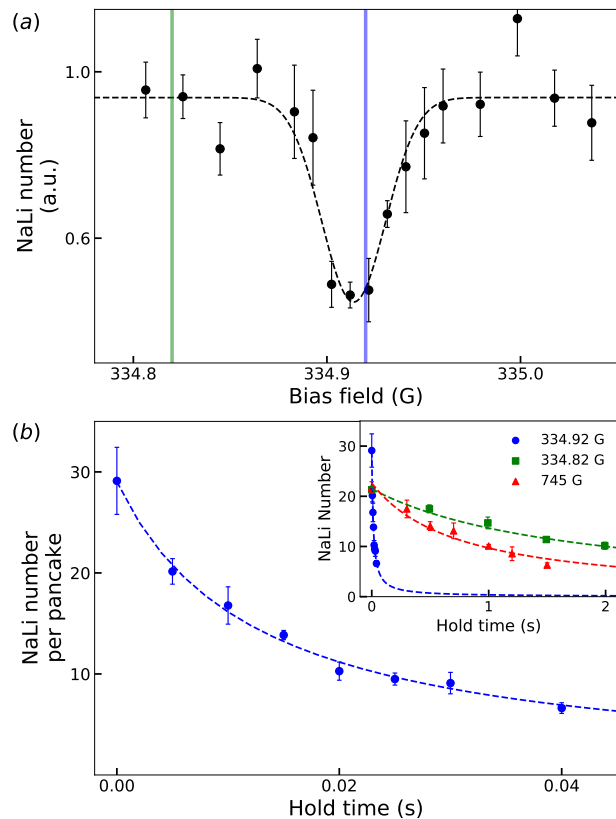 (a)
1.0
0.6
NaLi number
(a.u.)
334.8 334.9 335.0
Bias field (G)
(b)
30
20
10
NaLi number
per pancake
0.00 0.02 0.04
Hold time (s)
30
20
10
0
NaLi Number
334.92 G
334.82 G
745 G
0 1 2
Hold time (s)